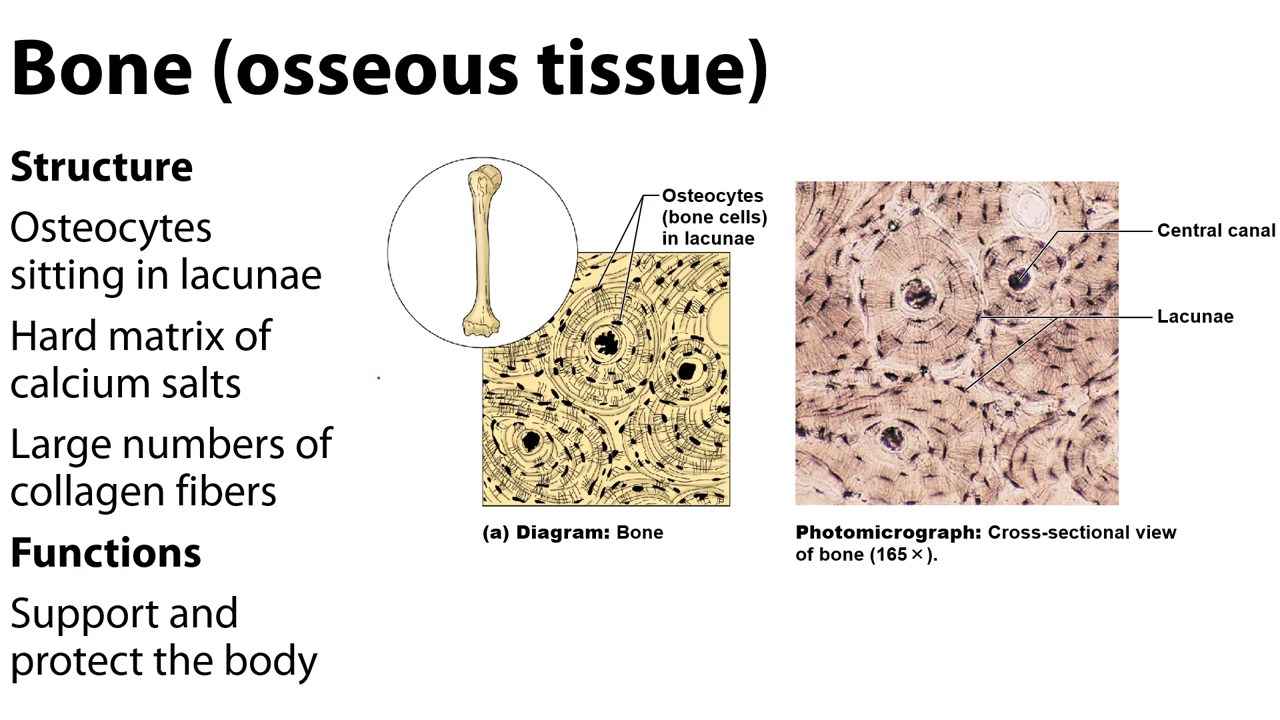 Bone (osseous tissue)
Structure
Osteocytes
sitting in lacunae
Hard matrix of
calcium salts
Large numbers of
collagen fibers
Functions
Support and
protect the body
Osteocytes
(bone cells)
in lacunae
(a) Diagram: Bone
Central canal
Lacunae
Photomicrograph: Cross-sectional view
of bone (165×).